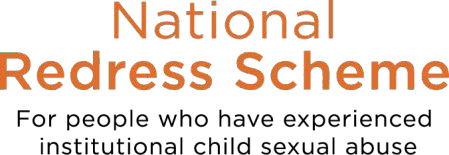 National
Redress Scheme
For people who have experienced
institutional child sexual abuse